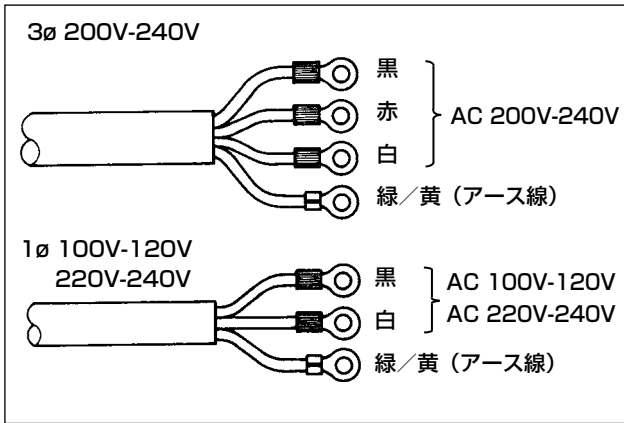 3ø 200V-240V
黒
赤
白
AC 200V-240V
緑／黄（アース線）
1ø 100V-120V
220V-240V
黒
白
AC 100V-120V
AC 220V-240V
緑／黄（アース線）